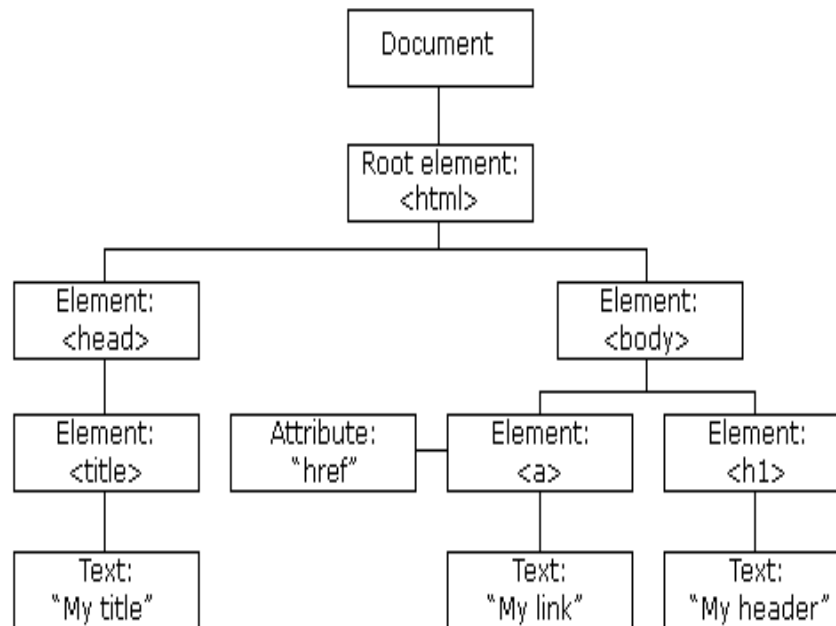 Document
Root element:
<html>
Element:
<head>
Element:
<body>
Element:
<title>
Attribute:
“href”
Element:
<a>
Element:
<h1>
Text:
“My title”
Text:
“My link”
Text:
“My header”